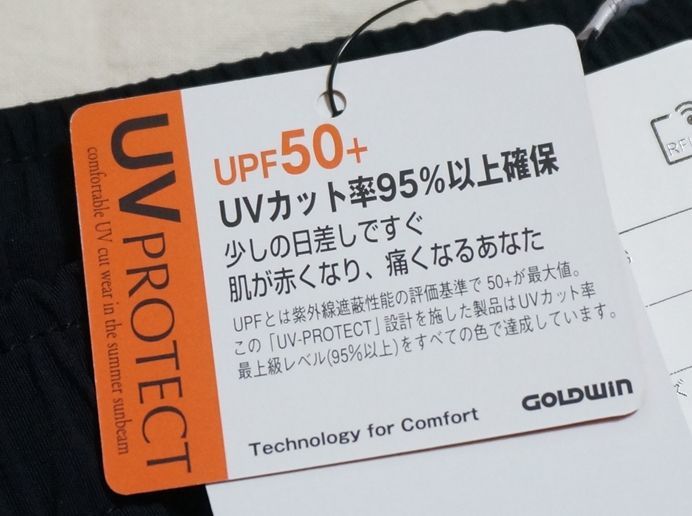 UV PROTECT
comfortable UV cut wear in the summer sunbeam
UPF50+
UVカット率95%以上確保
少しの日差しですぐ
肌が赤くなり、痛くなるあなた
UPFとは紫外線遮蔽性能の評価基準で 50+が最大値。
この「UV-PROTECT」設計を施した製品はUVカット率
最上級レベル(95%以上)をすべての色で達成しています。
Technology for Comfort
GOLDWIN